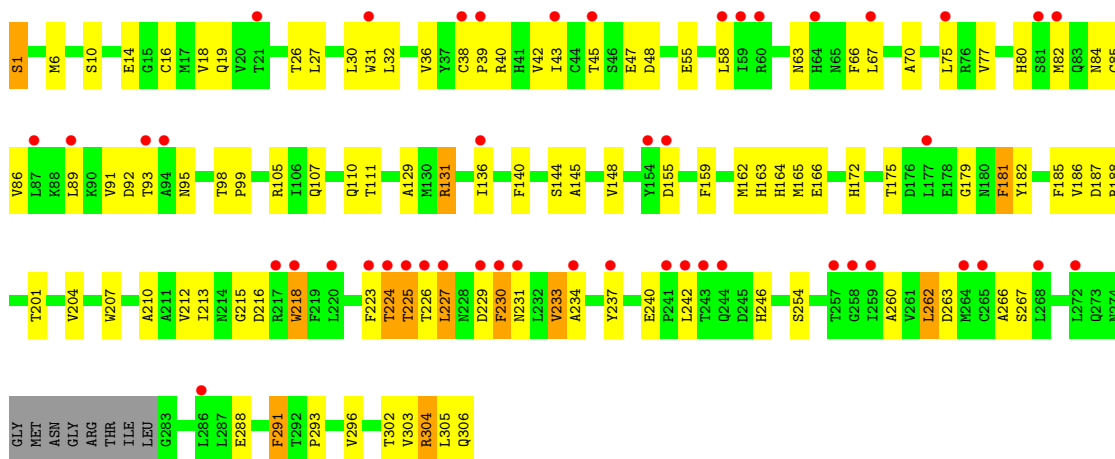 S1 M6 S10 E14 G15 C16 M17 V18 Q19 V20 T21 T26 L27 L30 W31 L32 V36 Y37 C38 P39 R40 H41 V42 I43 C44 T45 S46 E47 D48 E55 L58 I59 R60 N63 H64 N65 F66 L67 A70 L75 R76 V77 H80 S81 M82 Q83 N84 C85
V86 L87 K88 L89 K90 V91 D92 T93 A94 N95 T98 P99 R105 I106 Q107 Q110 T111 A129 M130 R131 I136 F140 S144 A145 V148 Y154 D155 F159 M162 H163 H164 M165 E166 H172 T175 D176 L177 E178 G179 N180 F181 Y182 F185 V186 D187 R188
T201 V204 W207 A210 A211 V212 I213 N214 G215 D216 R217 W218 F219 L220 F223 V224 T225 T226 L227 N228 D229 F230 N231 L232 V233 A234 Y237 E240 P241 L242 T243 Q244 D245 H246 S254 T257 G258 I259 A260 V261 L262 D263 M264 C265 A266 S267 L268 L272 Q273 N274
GLY MET ASN GLY ARG THR ILE LEU G283 L286 L287 E288 F291 T292 P293 V296 T302 V303 R304 L305 Q306